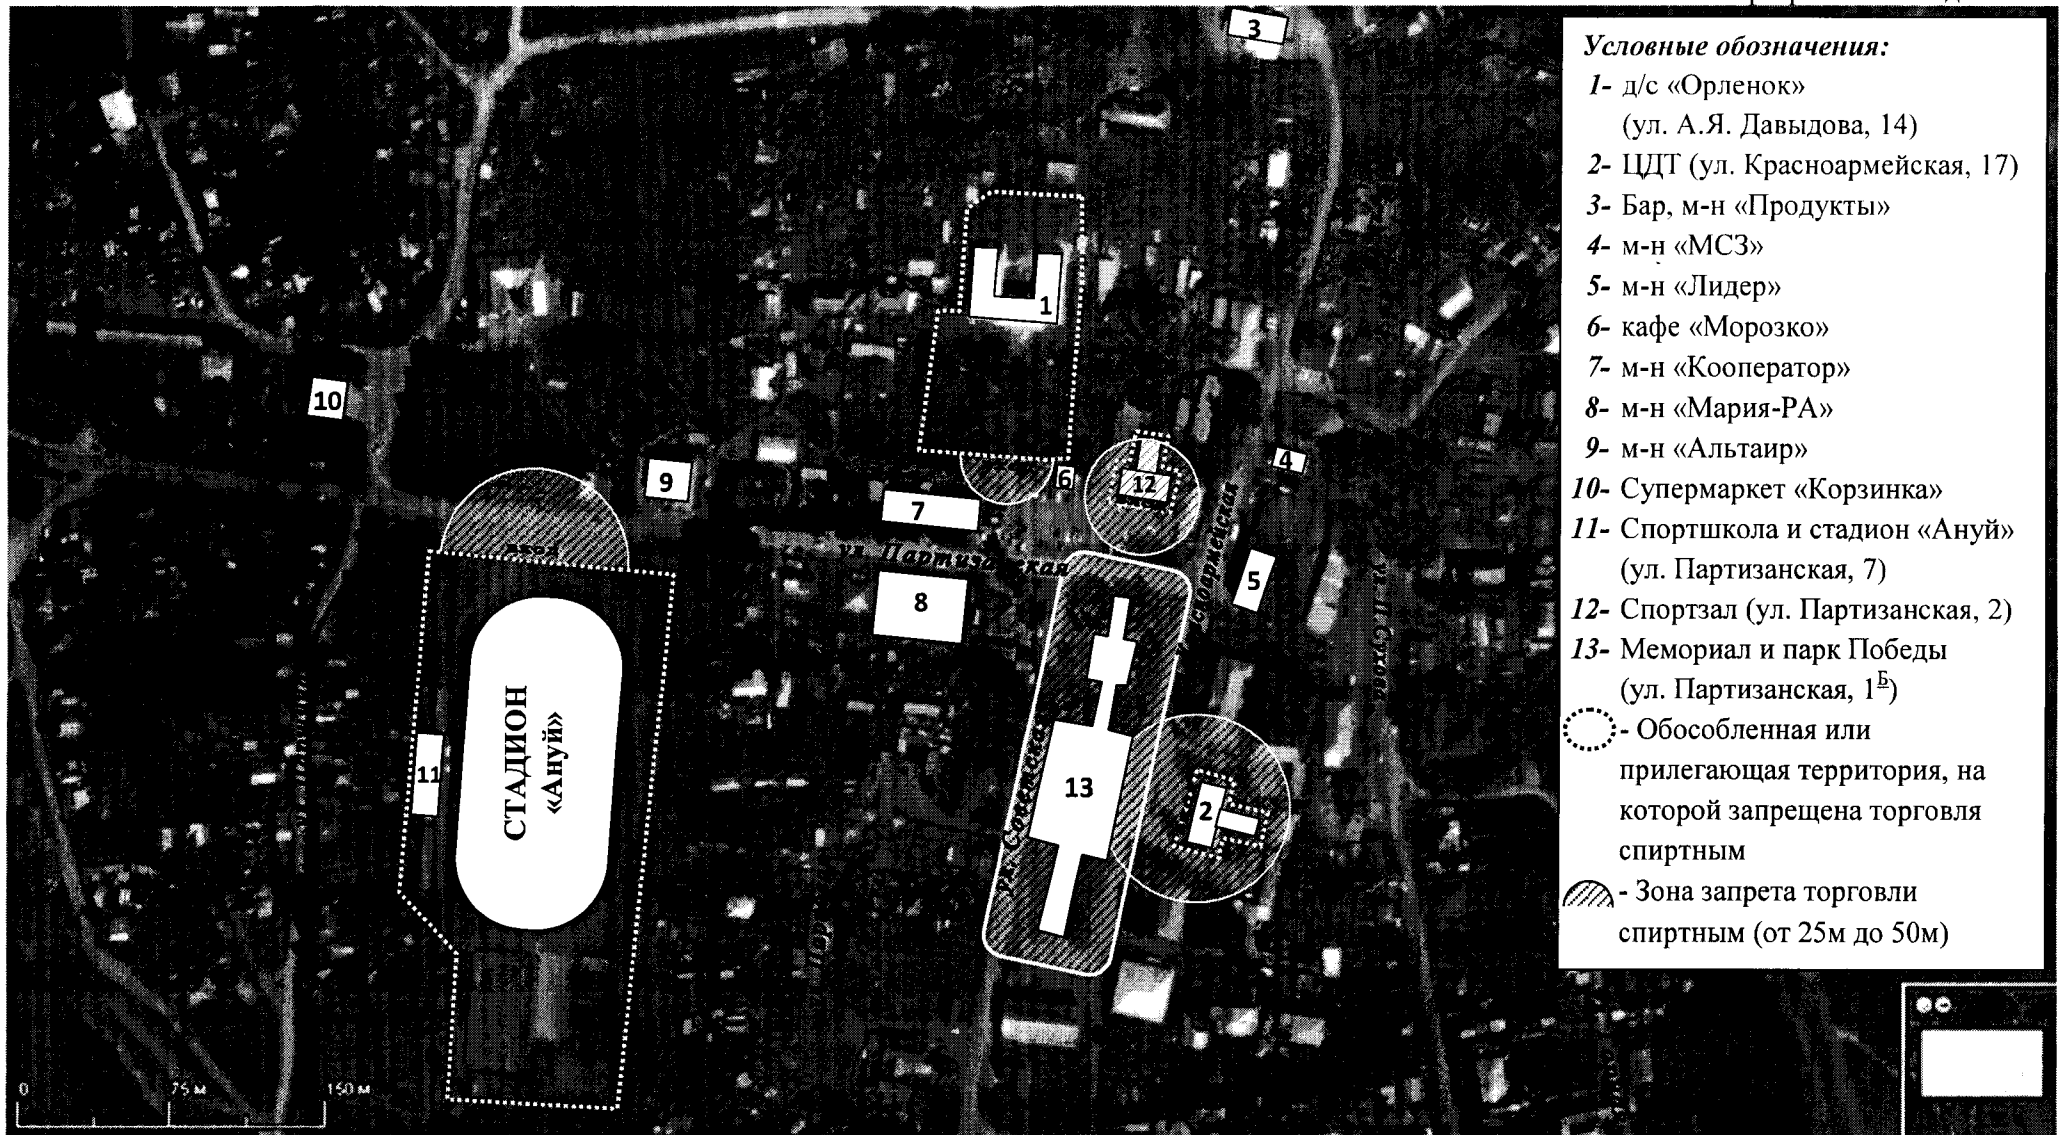 Условные обозначения:
1- д/с «Орленок»
(ул. А.Я. Давыдова, 14)
2- ЦДТ (ул. Красноармейская, 17)
3- Бар, м-н «Продукты»
4- м-н «МСЗ»
5- м-н «Лидер»
6- кафе «Морозко»
7- м-н «Кооператор»
8- м-н «Мария-РА»
9- м-н «Альтаир»
10- Супермаркет «Корзинка»
11- Спортшкола и стадион «Ануй»
(ул. Партизанская, 7)
12- Спортзал (ул. Партизанская, 2)
13- Мемориал и парк Победы
(ул. Партизанская, 1Б)
- Обособленная или
прилегающая территория, на
которой запрещена торговля
спиртным
- Зона запрета торговли
спиртным (от 25м до 50м)
3
1
10
4
9
6
12
7
вход
ул. Партизанская
5
8
СТАДИОН
«Ануй»
11
13
2
ул. Советская
0
75 м
150 м